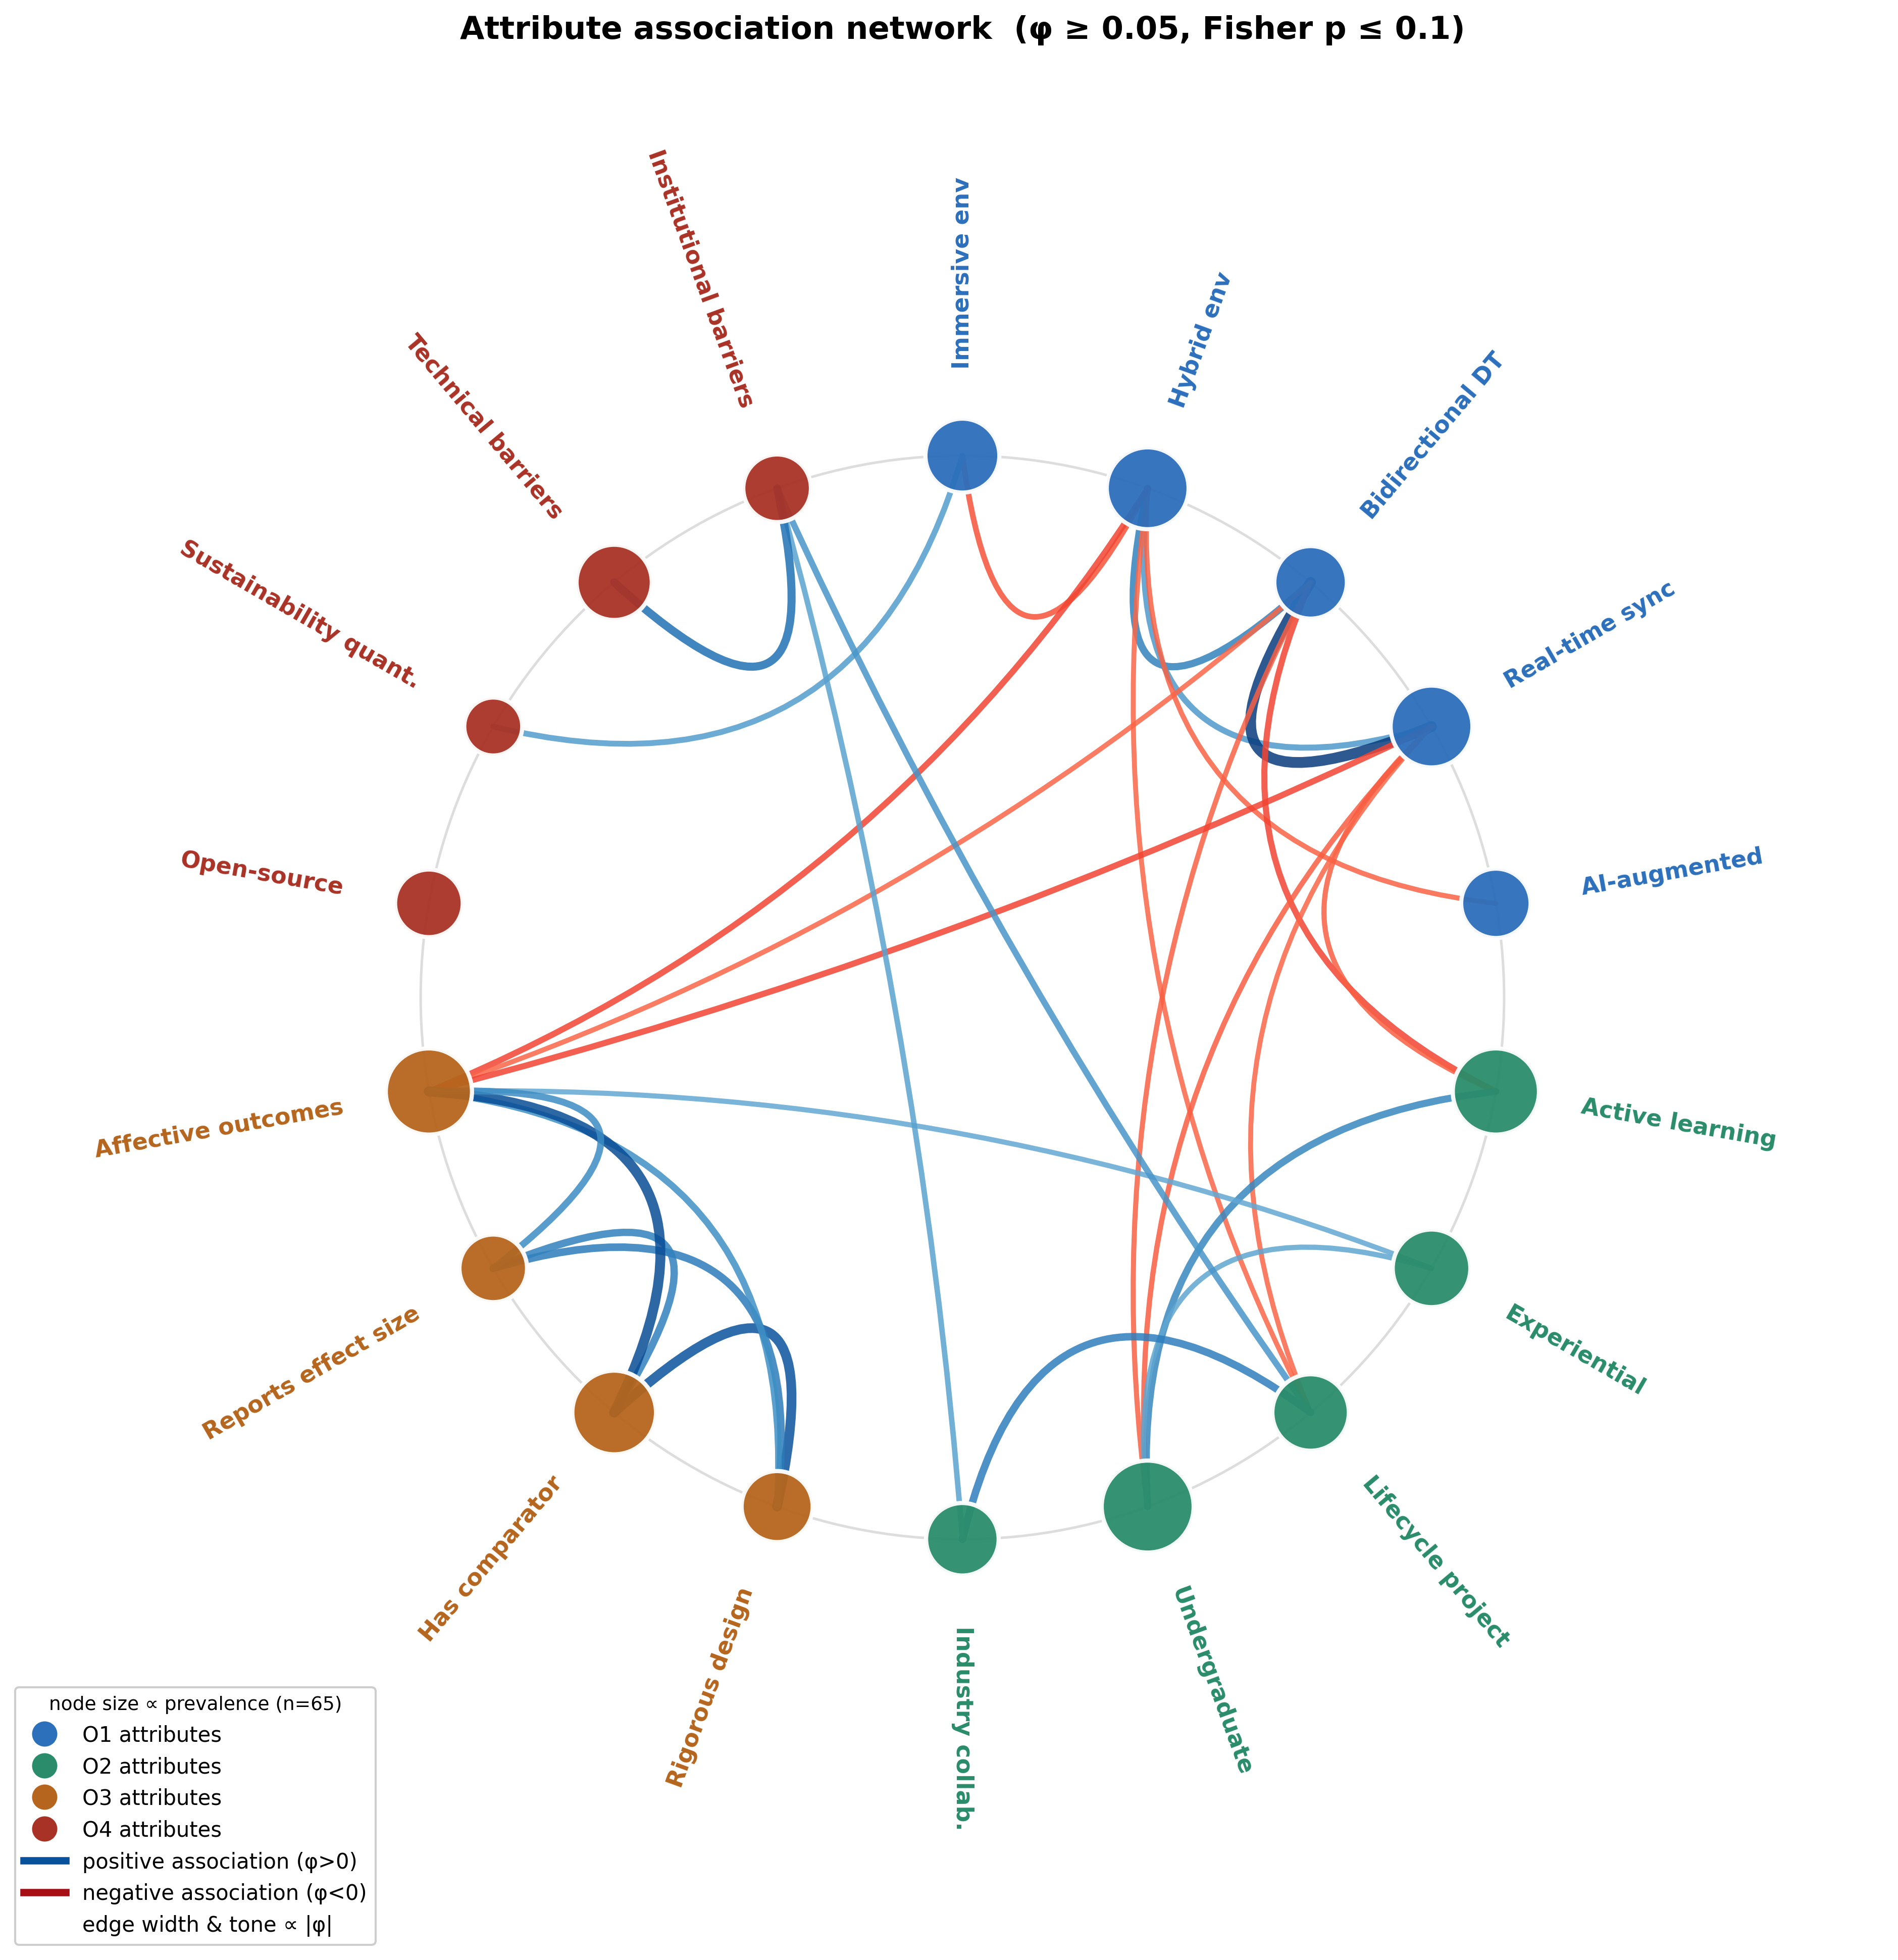 Attribute association network  (φ ≥ 0.05, Fisher p ≤ 0.1)
Immersive env
Hybrid env
Bidirectional DT
Real-time sync
AI-augmented
Active learning
Experiential
Lifecycle project
Undergraduate
Industry collab.
Rigorous design
Has comparator
Reports effect size
Affective outcomes
Open-source
Sustainability quant.
Technical barriers
Institutional barriers
node size ∝ prevalence (n=65)
O1 attributes
O2 attributes
O3 attributes
O4 attributes
positive association (φ>0)
negative association (φ<0)
edge width & tone ∝ |φ|